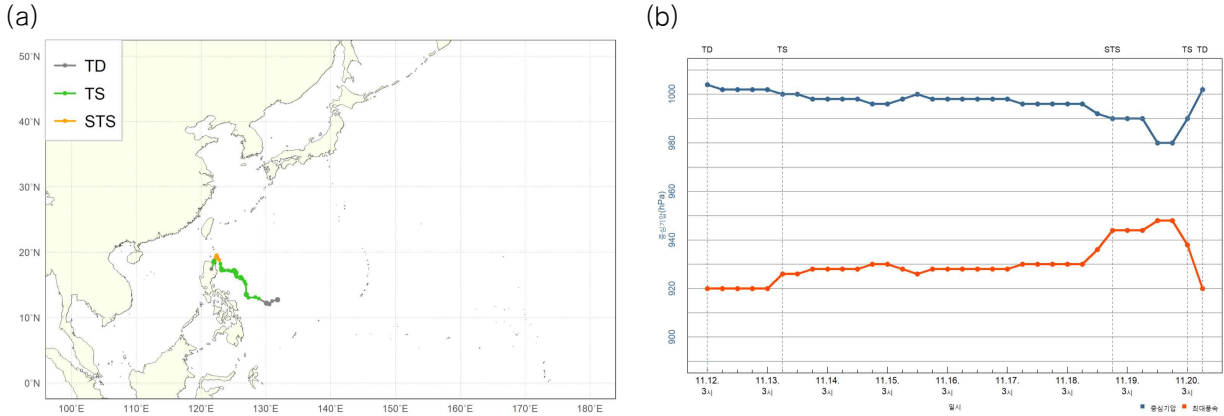 (a)
(b)
TD
TS
STS
50°N
40°N
30°N
20°N
10°N
0°N
100°E
110°E
120°E
130°E
140°E
150°E
160°E
170°E
180°E
TD
TS
STS
TS
TD
1000
980
960
940
920
900
중심기압(hPa)
11.12.
3시
11.13.
3시
11.14.
3시
11.15.
3시
11.16.
3시
11.17.
3시
11.18.
3시
11.19.
3시
11.20.
3시
일시
중심기압
최대풍속